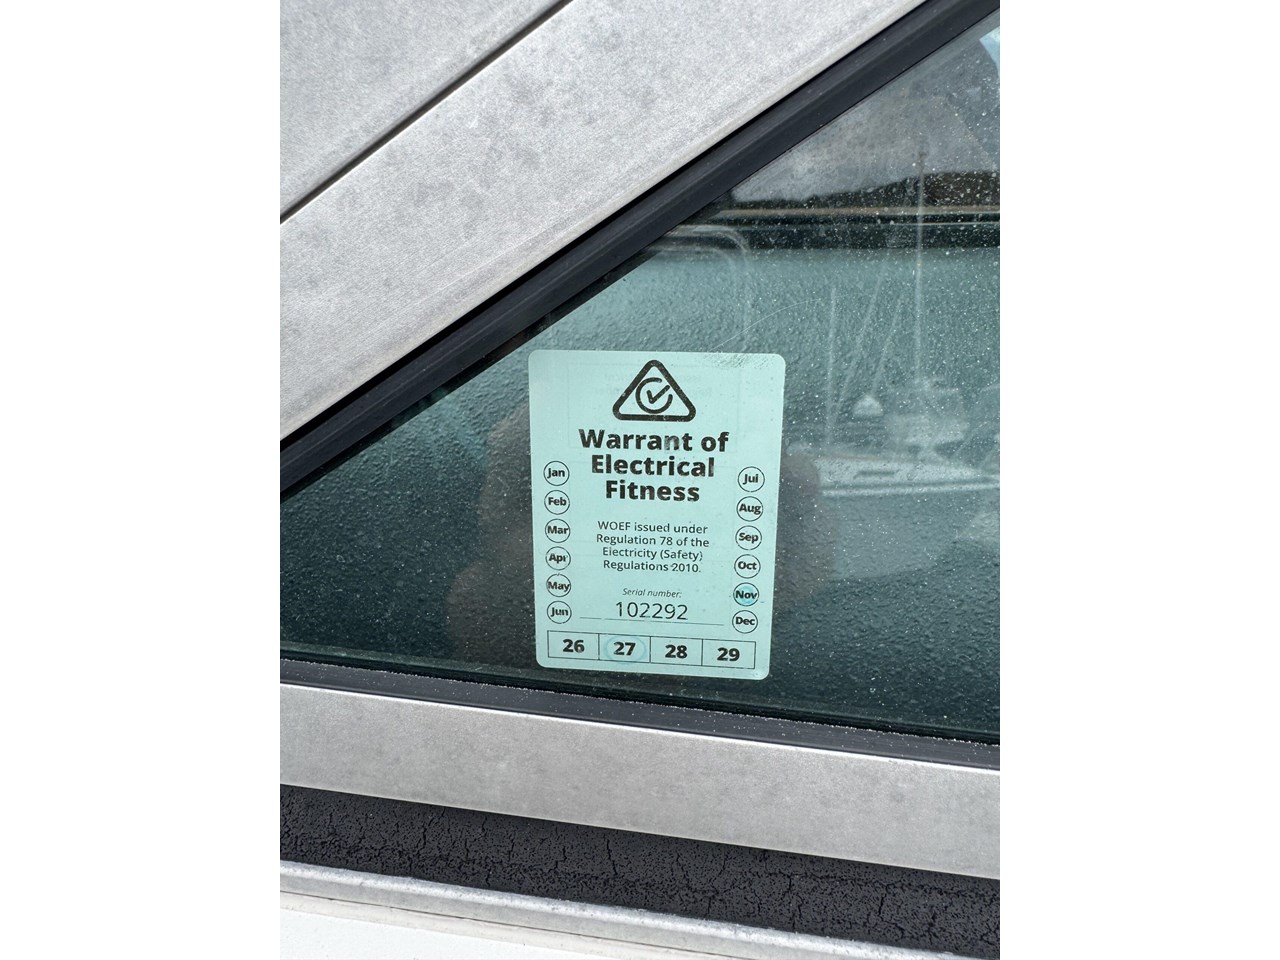 Warrant of
Electrical
Fitness
Jan
Feb
Mar
Apr
May
Jun
Jul
Aug
Sep
Oct
Nov
Dec
WOEF issued under
Regulation 78 of the
Electricity (Safety)
Regulations 2010.
Serial number:
102292
26 27 28 29